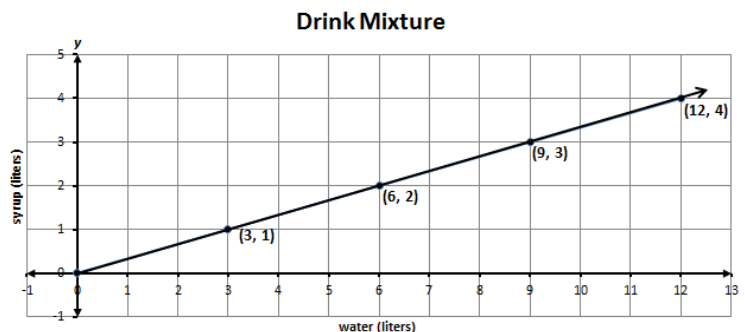 Drink Mixture
y
5
4
3
2
1
0
-1
syrup (liters)
(3, 1)
(6, 2)
(9, 3)
(12, 4)
-1 0 1 2 3 4 5 6 7 8 9 10 11 12 13
water (liters)